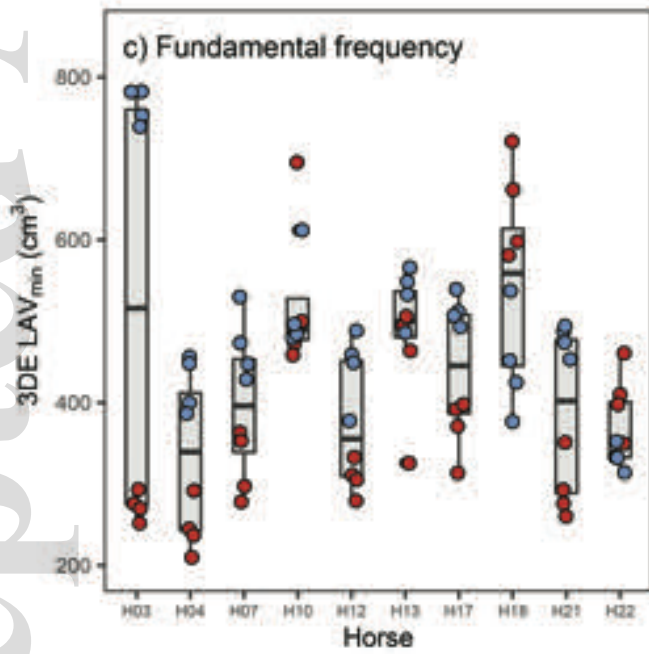 c) Fundamental frequency
3DE LAVmin (cm³)
800
600
400
200
H03 H04 H07 H10 H12 H13 H17 H18 H21 H22
Horse